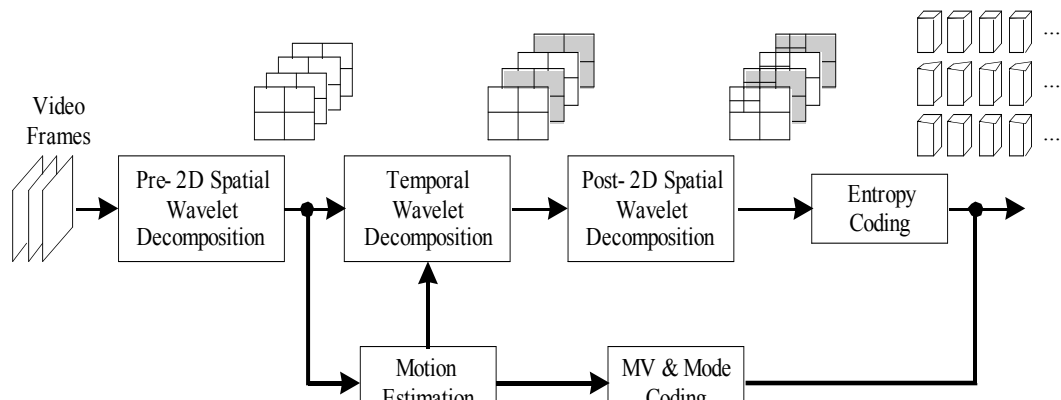 Video
Frames
Pre- 2D Spatial
Wavelet
Decomposition
Temporal
Wavelet
Decomposition
Post- 2D Spatial
Wavelet
Decomposition
Entropy
Coding
...
...
...
Motion
Estimation
MV & Mode
Coding